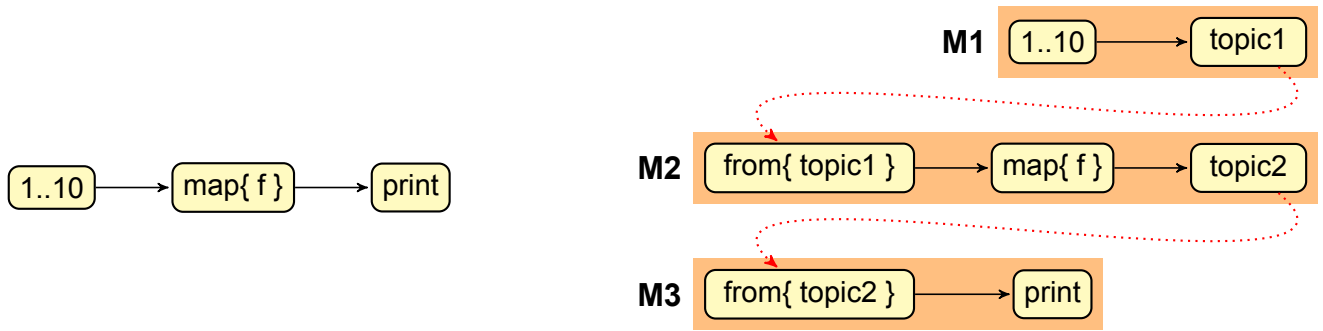 1..10
map{ f }
print
M1
1..10
topic1
M2
from{ topic1 }
map{ f }
topic2
M3
from{ topic2 }
print